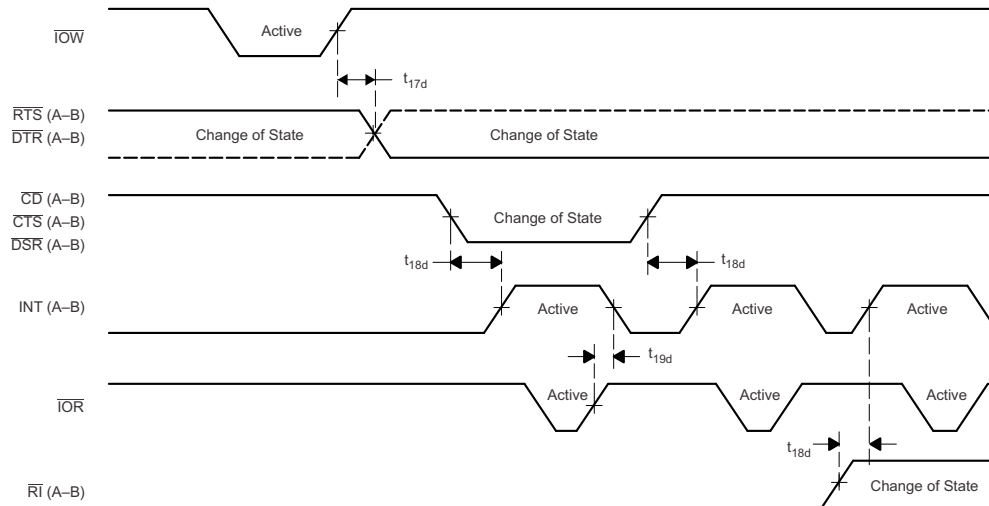 IOW
Active
t17d
RTS (A–B)
DTR (A–B)
Change of State
Change of State
CD (A–B)
CTS (A–B)
DSR (A–B)
Change of State
t18d
t18d
INT (A–B)
Active
Active
Active
t19d
IOR
Active
Active
Active
t18d
RI (A–B)
Change of State